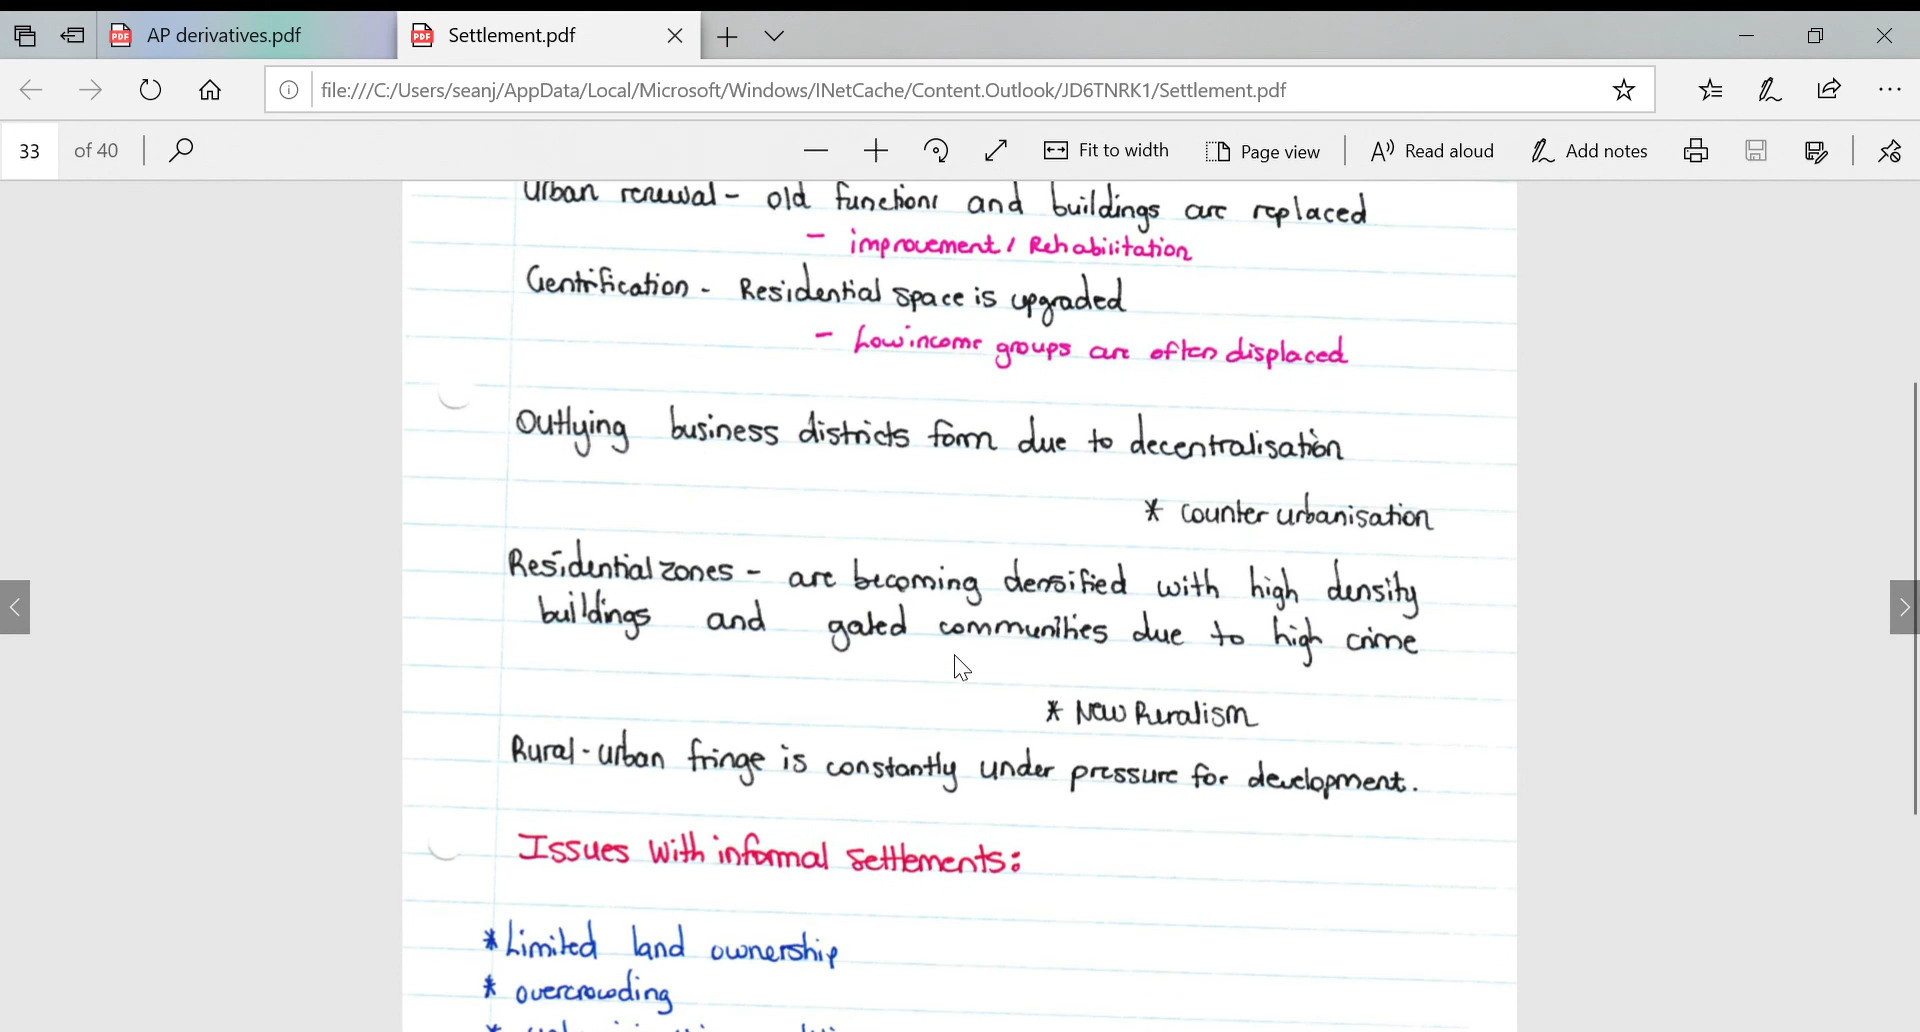 AP derivatives.pdf
Settlement.pdf
file:///C:/Users/seanj/AppData/Local/Microsoft/Windows/INetCache/Content.Outlook/JD6TNRK1/Settlement.pdf
33 of 40
Fit to width
Page view
Read aloud
Add notes
Urban renewal - old functions and buildings are replaced
- improvement / Rehabilitation
Gentrification - Residential space is upgraded
- Low income groups are often displaced
Outlying business districts form due to decentralisation
* counter urbanisation
Residential zones - are becoming densified with high density
buildings and gated communities due to high crime
* New Ruralism
Rural-urban fringe is constantly under pressure for development.
Issues with informal settlements:
* Limited land ownership
* overcrowding